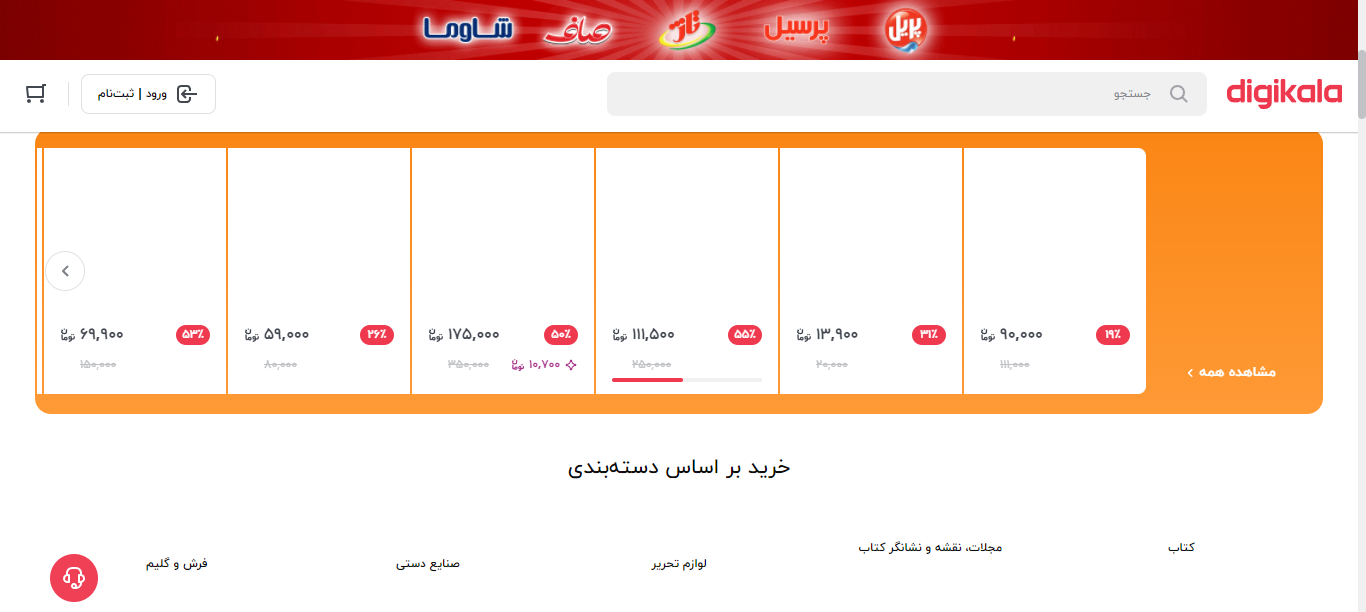 پریل پرسیل تاژ صاف شاوما
digikala
جستجو
ورود | ثبت‌نام
۱۹٪ ۹۰,۰۰۰ تومان
۱۱۱,۰۰۰
۳۱٪ ۱۳,۹۰۰ تومان
۲۰,۰۰۰
۵۵٪ ۱۱۱,۵۰۰ تومان
۲۵۰,۰۰۰
۵۰٪ ۱۷۵,۰۰۰ تومان
۱۰,۷۰۰ تومان ۳۵۰,۰۰۰
۲۶٪ ۵۹,۰۰۰ تومان
۸۰,۰۰۰
۵۳٪ ۶۹,۹۰۰ تومان
۱۵۰,۰۰۰
مشاهده همه
خرید بر اساس دسته‌بندی
کتاب
مجلات، نقشه و نشانگر کتاب
لوازم تحریر
صنایع دستی
فرش و گلیم